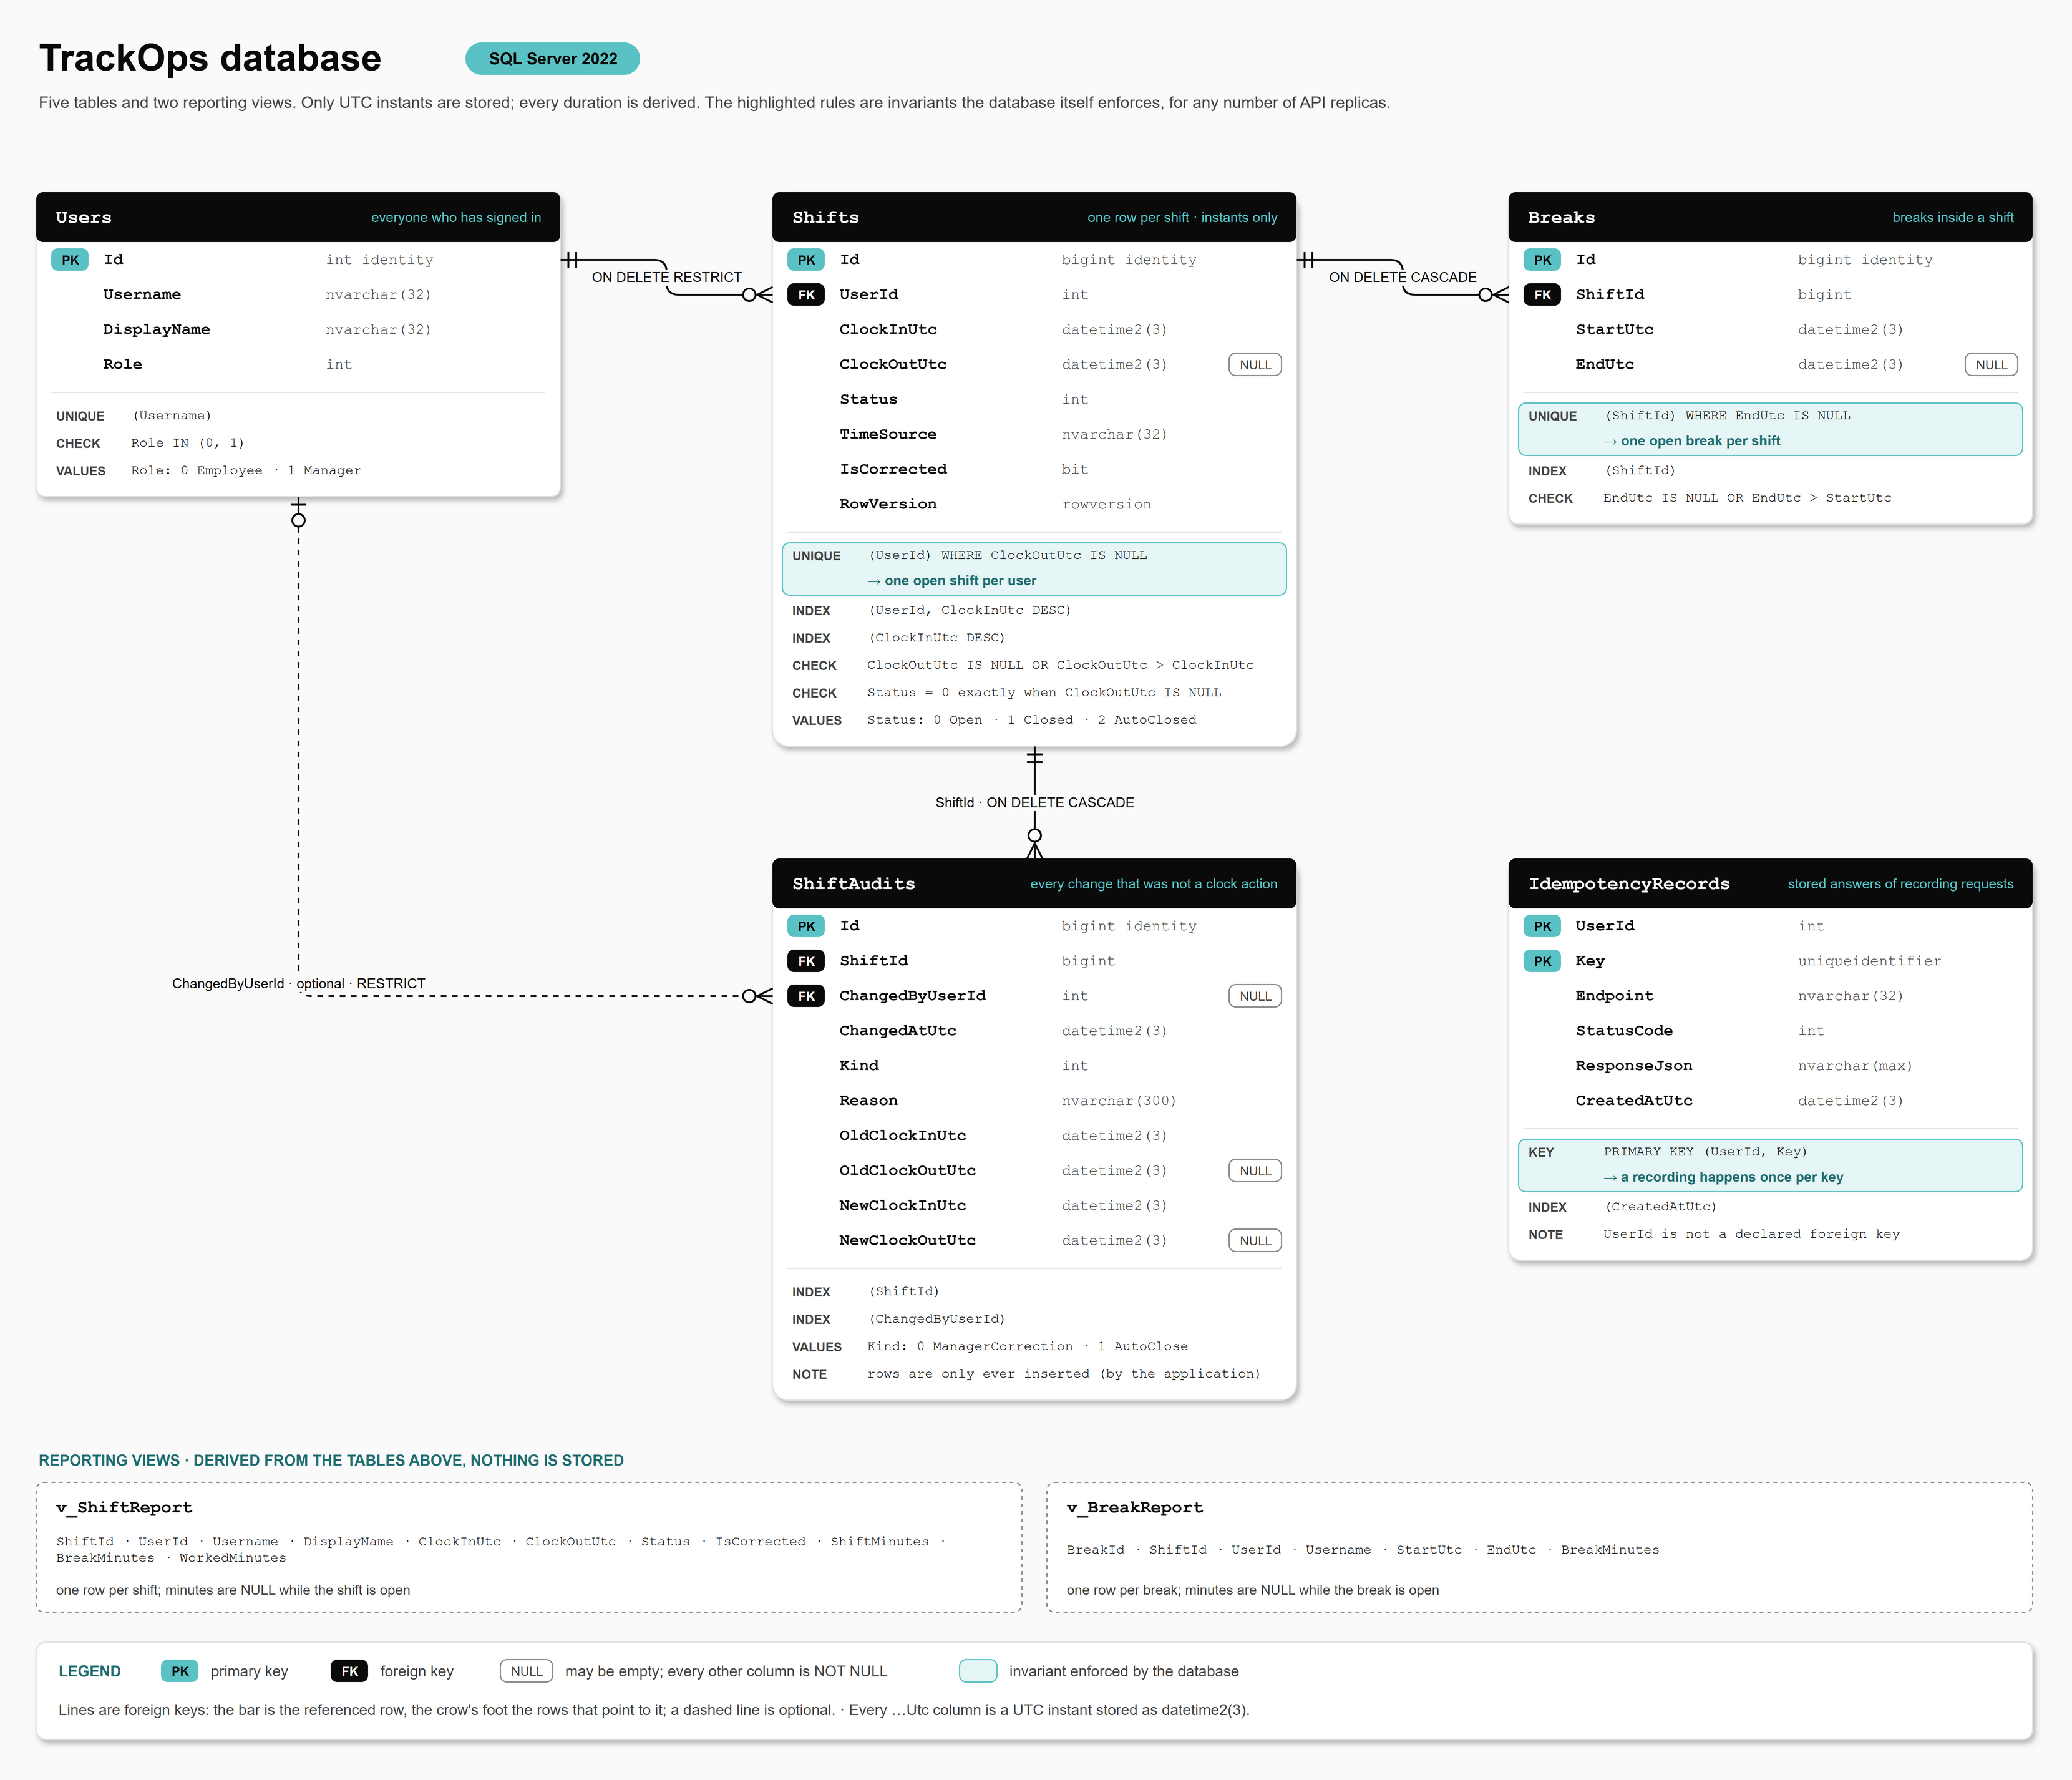 TrackOps database
SQL Server 2022
Five tables and two reporting views. Only UTC instants are stored; every duration is derived. The highlighted rules are invariants the database itself enforces, for any number of API replicas.
Users everyone who has signed in
PK Id int identity
Username nvarchar(32)
DisplayName nvarchar(32)
Role int
UNIQUE (Username)
CHECK Role IN (0, 1)
VALUES Role: 0 Employee · 1 Manager
ON DELETE RESTRICT
Shifts one row per shift · instants only
PK Id bigint identity
FK UserId int
ClockInUtc datetime2(3)
ClockOutUtc datetime2(3) NULL
Status int
TimeSource nvarchar(32)
IsCorrected bit
RowVersion rowversion
UNIQUE (UserId) WHERE ClockOutUtc IS NULL
→ one open shift per user
INDEX (UserId, ClockInUtc DESC)
INDEX (ClockInUtc DESC)
CHECK ClockOutUtc IS NULL OR ClockOutUtc > ClockInUtc
CHECK Status = 0 exactly when ClockOutUtc IS NULL
VALUES Status: 0 Open · 1 Closed · 2 AutoClosed
ON DELETE CASCADE
Breaks breaks inside a shift
PK Id bigint identity
FK ShiftId bigint
StartUtc datetime2(3)
EndUtc datetime2(3) NULL
UNIQUE (ShiftId) WHERE EndUtc IS NULL
→ one open break per shift
INDEX (ShiftId)
CHECK EndUtc IS NULL OR EndUtc > StartUtc
ShiftId · ON DELETE CASCADE
ChangedByUserId · optional · RESTRICT
ShiftAudits every change that was not a clock action
PK Id bigint identity
FK ShiftId bigint
FK ChangedByUserId int NULL
ChangedAtUtc datetime2(3)
Kind int
Reason nvarchar(300)
OldClockInUtc datetime2(3)
OldClockOutUtc datetime2(3) NULL
NewClockInUtc datetime2(3)
NewClockOutUtc datetime2(3) NULL
INDEX (ShiftId)
INDEX (ChangedByUserId)
VALUES Kind: 0 ManagerCorrection · 1 AutoClose
NOTE rows are only ever inserted (by the application)
IdempotencyRecords stored answers of recording requests
PK UserId int
PK Key uniqueidentifier
Endpoint nvarchar(32)
StatusCode int
ResponseJson nvarchar(max)
CreatedAtUtc datetime2(3)
KEY PRIMARY KEY (UserId, Key)
→ a recording happens once per key
INDEX (CreatedAtUtc)
NOTE UserId is not a declared foreign key
REPORTING VIEWS · DERIVED FROM THE TABLES ABOVE, NOTHING IS STORED
v_ShiftReport
ShiftId · UserId · Username · DisplayName · ClockInUtc · ClockOutUtc · Status · IsCorrected · ShiftMinutes ·
BreakMinutes · WorkedMinutes
one row per shift; minutes are NULL while the shift is open
v_BreakReport
BreakId · ShiftId · UserId · Username · StartUtc · EndUtc · BreakMinutes
one row per break; minutes are NULL while the break is open
LEGEND PK primary key FK foreign key NULL may be empty; every other column is NOT NULL invariant enforced by the database
Lines are foreign keys: the bar is the referenced row, the crow's foot the rows that point to it; a dashed line is optional. · Every …Utc column is a UTC instant stored as datetime2(3).